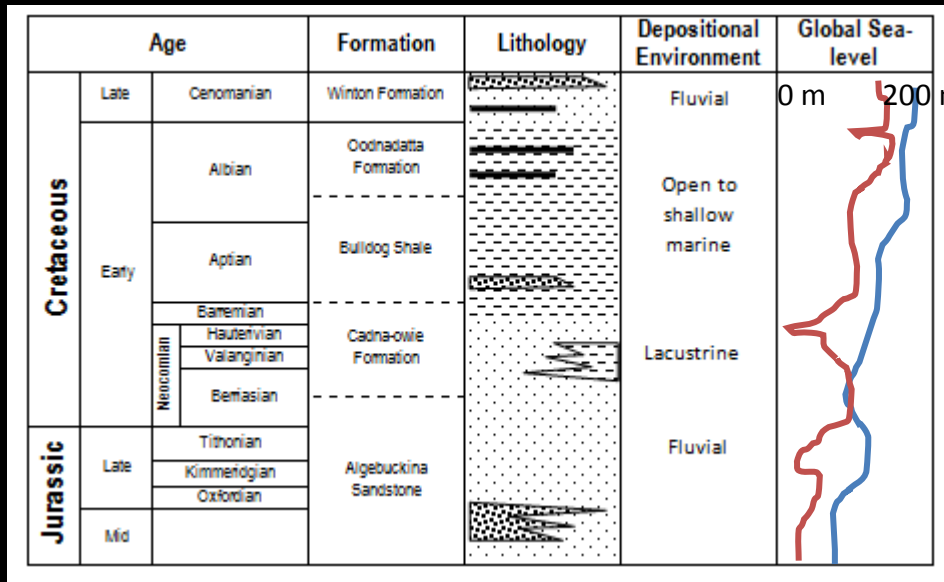 Age
Formation
Lithology
Depositional
Environment
Global Sea-
level
Cretaceous
Late
Cenomanian
Winton Formation
Fluvial
0 m
200 m
Early
Albian
Oodnadatta
Formation
Open to
shallow
marine
Aptian
Bulldog Shale
Barremian
Neocomian
Hauterivian
Valanginian
Berriasian
Cadna-owie
Formation
Lacustrine
Jurassic
Late
Tithonian
Kimmeridgian
Oxfordian
Algebuckina
Sandstone
Fluvial
Mid